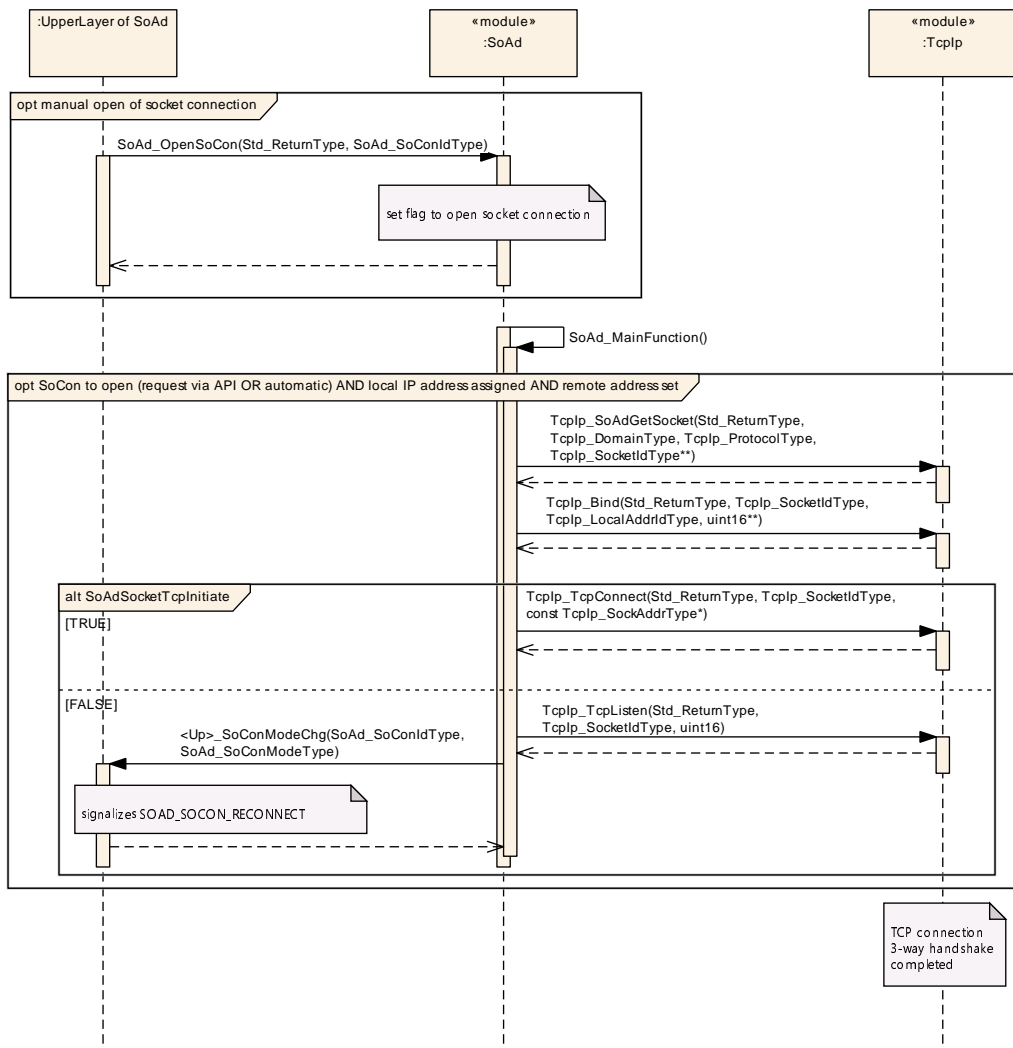 :UpperLayer of SoAd
«module»
:SoAd
«module»
:TcpIp
opt manual open of socket connection
SoAd_OpenSoCon(Std_ReturnType, SoAd_SoConIdType)
set flag to open socket connection
SoAd_MainFunction()
opt SoCon to open (request via API OR automatic) AND local IP address assigned AND remote address set
TcpIp_SoAdGetSocket(Std_ReturnType,
TcpIp_DomainType, TcpIp_ProtocolType,
TcpIp_SocketIdType**)
TcpIp_Bind(Std_ReturnType, TcpIp_SocketIdType,
TcpIp_LocalAddrIdType, uint16**)
alt SoAdSocketTcpInitiate
[TRUE]
TcpIp_TcpConnect(Std_ReturnType, TcpIp_SocketIdType,
const TcpIp_SockAddrType*)
[FALSE]
TcpIp_TcpListen(Std_ReturnType,
TcpIp_SocketIdType, uint16)
<Up>_SoConModeChg(SoAd_SoConIdType,
SoAd_SoConModeType)
signalizes SOAD_SOCON_RECONNECT
TCP connection
3-way handshake
completed